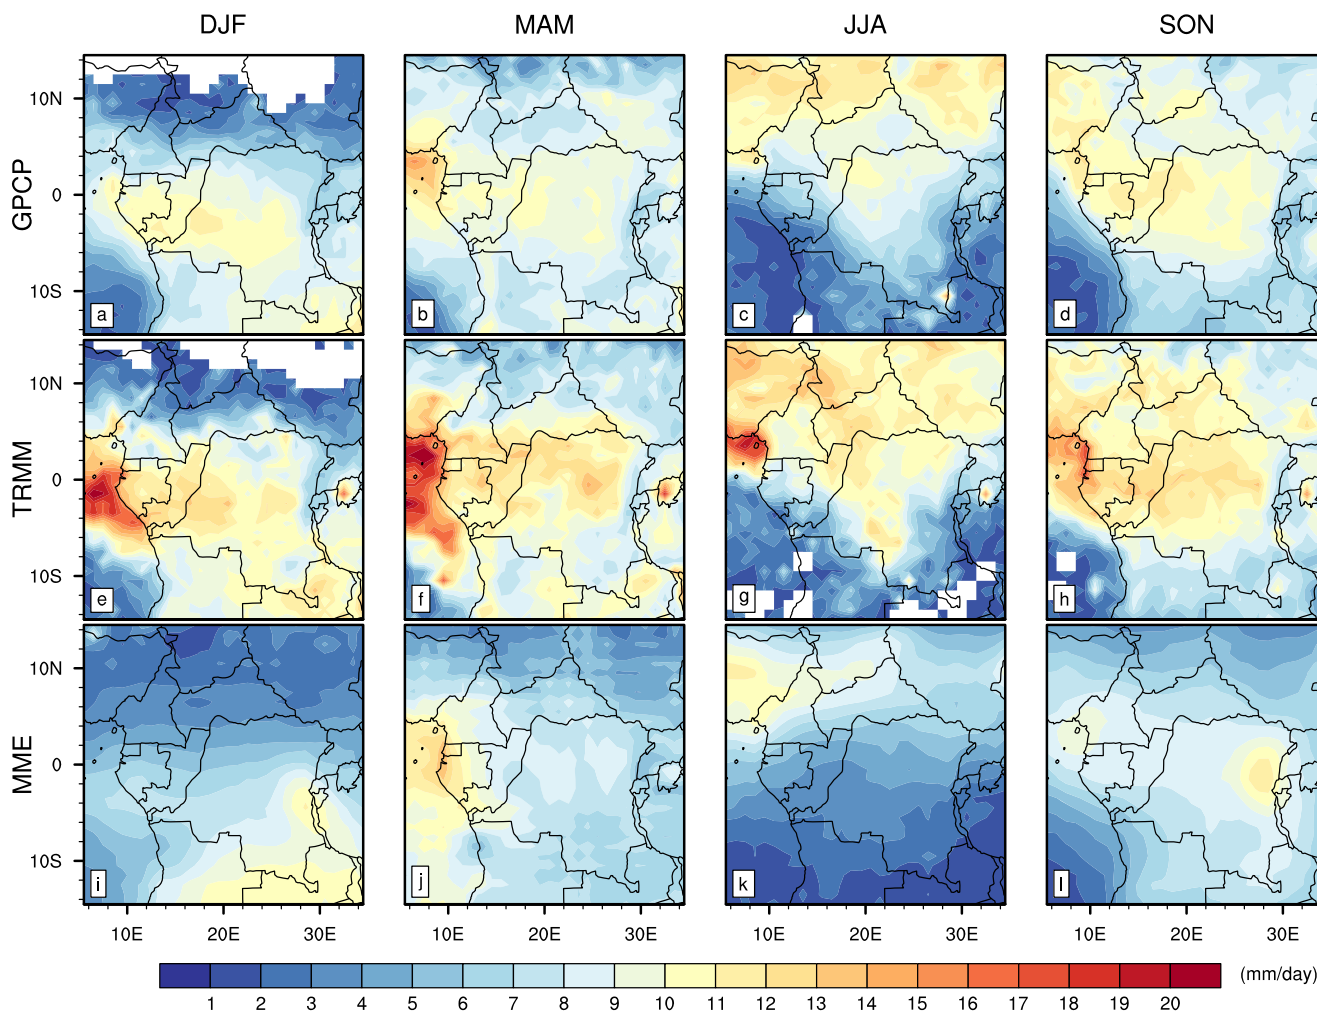 DJF MAM JJA SON
GPCP
10N
0
10S
a b c d
TRMM
10N
0
10S
e f g h
MME
10N
0
10S
i j k l
10E 20E 30E 10E 20E 30E 10E 20E 30E 10E 20E 30E
(mm/day)
1 2 3 4 5 6 7 8 9 10 11 12 13 14 15 16 17 18 19 20